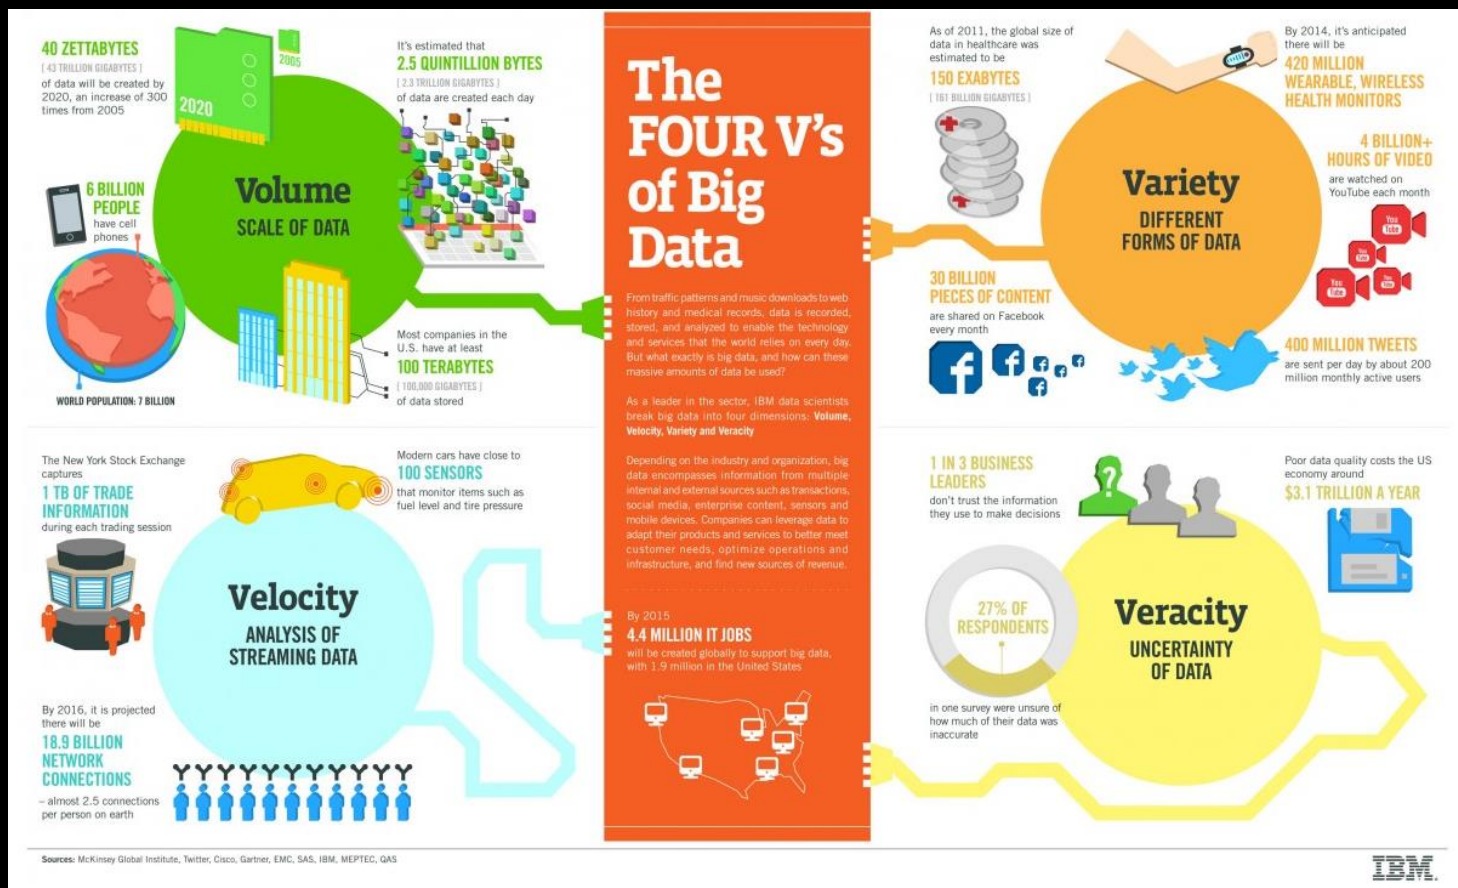 40 ZETTABYTES
[ 43 TRILLION GIGABYTES ]
of data will be created by
2020, an increase of 300
times from 2005
2020
2005
It's estimated that
2.5 QUINTILLION BYTES
[ 2.3 TRILLION GIGABYTES ]
of data are created each day
6 BILLION
PEOPLE
have cell
phones
WORLD POPULATION: 7 BILLION
Volume
SCALE OF DATA
Most companies in the
U.S. have at least
100 TERABYTES
[ 100,000 GIGABYTES ]
of data stored
The New York Stock Exchange
captures
1 TB OF TRADE
INFORMATION
during each trading session
Modern cars have close to
100 SENSORS
that monitor items such as
fuel level and tire pressure
Velocity
ANALYSIS OF
STREAMING DATA
By 2016, it is projected
there will be
18.9 BILLION
NETWORK
CONNECTIONS
– almost 2.5 connections
per person on earth
The
FOUR V's
of Big
Data
From traffic patterns and music downloads to web
history and medical records, data is recorded,
stored, and analyzed to enable the technology
and services that the world relies on every day.
But what exactly is big data, and how can these
massive amounts of data be used?
As a leader in the sector, IBM data scientists
break big data into four dimensions: Volume,
Velocity, Variety and Veracity
Depending on the industry and organization, big
data encompasses information from multiple
internal and external sources such as transactions,
social media, enterprise content, sensors and
mobile devices. Companies can leverage data to
adapt their products and services to better meet
customer needs, optimize operations and
infrastructure, and find new sources of revenue.
By 2015
4.4 MILLION IT JOBS
will be created globally to support big data,
with 1.9 million in the United States
As of 2011, the global size of
data in healthcare was
estimated to be
150 EXABYTES
[ 161 BILLION GIGABYTES ]
By 2014, it's anticipated
there will be
420 MILLION
WEARABLE, WIRELESS
HEALTH MONITORS
4 BILLION+
HOURS OF VIDEO
are watched on
YouTube each month
You
Tube
You
Tube
You
Tube
You
Tube
Variety
DIFFERENT
FORMS OF DATA
30 BILLION
PIECES OF CONTENT
are shared on Facebook
every month
f
f
f
f
f
f
f
400 MILLION TWEETS
are sent per day by about 200
million monthly active users
1 IN 3 BUSINESS
LEADERS
don't trust the information
they use to make decisions
?
Poor data quality costs the US
economy around
$3.1 TRILLION A YEAR
27% OF
RESPONDENTS
in one survey were unsure of
how much of their data was
inaccurate
Veracity
UNCERTAINTY
OF DATA
Sources: McKinsey Global Institute, Twitter, Cisco, Gartner, EMC, SAS, IBM, MEPTEC, QAS
IBM.